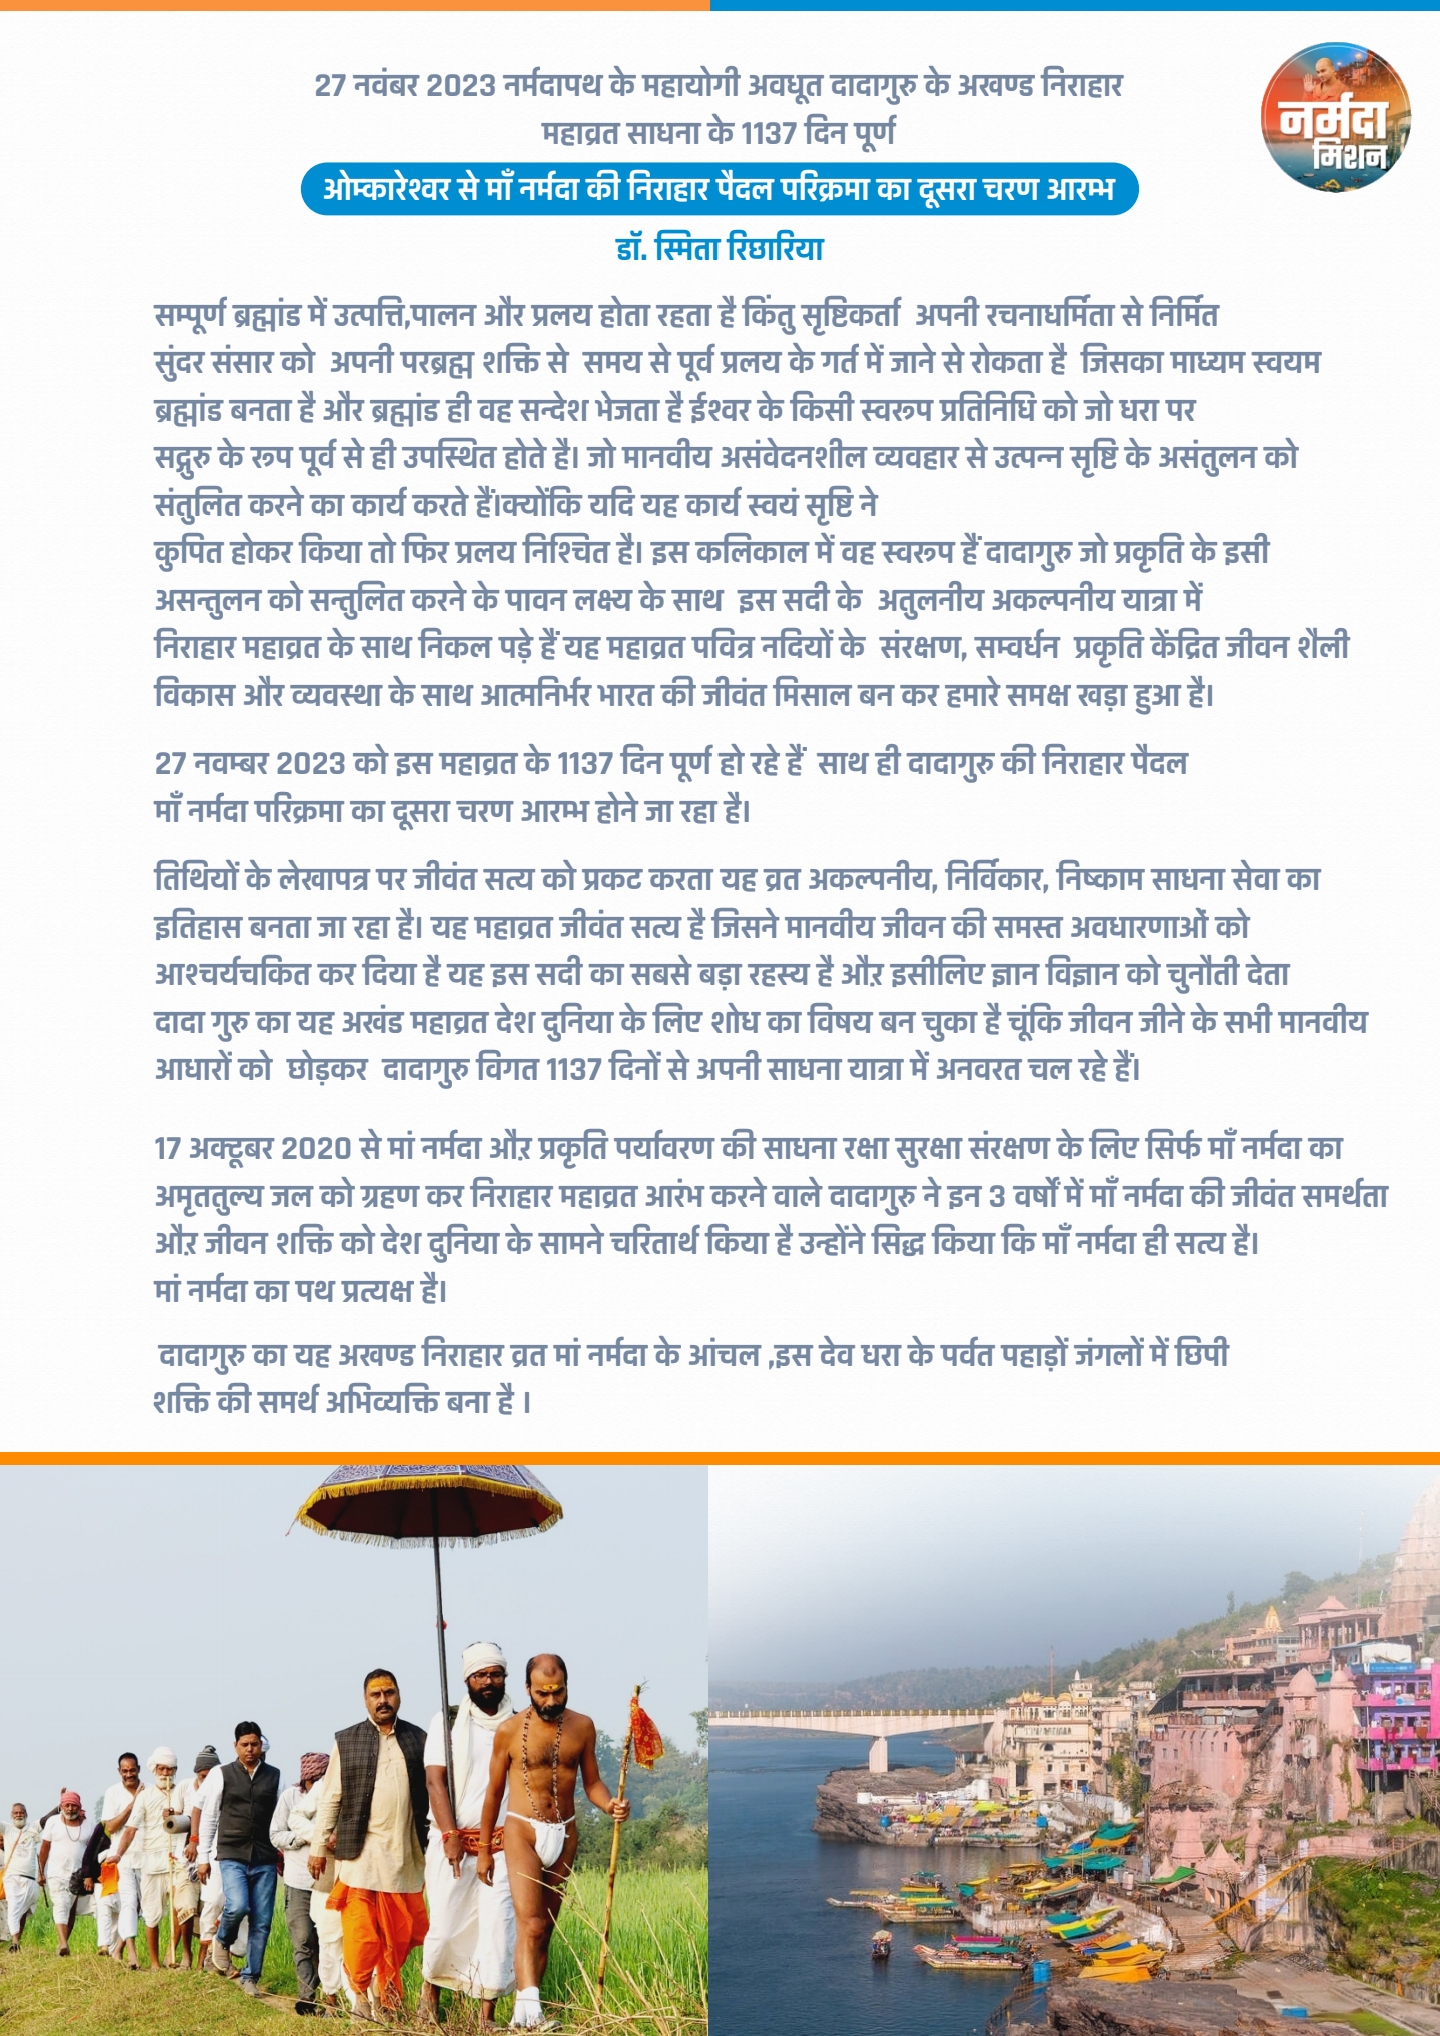 27 नवंबर 2023 नर्मदापथ के महायोगी अवधूत दादागुरु के अखण्ड निराहार
महाव्रत साधना के 1137 दिन पूर्ण
नर्मदा
मिशन
ओम्कारेश्वर से माँ नर्मदा की निराहार पैदल परिक्रमा का दूसरा चरण आरम्भ
डॉ. स्मिता रिछारिया
सम्पूर्ण ब्रह्मांड में उत्पत्ति,पालन और प्रलय होता रहता है किंतु सृष्टिकर्ता अपनी रचनाधर्मिता से निर्मित
सुंदर संसार को अपनी परब्रह्म शक्ति से समय से पूर्व प्रलय के गर्त में जाने से रोकता है जिसका माध्यम स्वयम
ब्रह्मांड बनता है और ब्रह्मांड ही वह सन्देश भेजता है ईश्वर के किसी स्वरूप प्रतिनिधि को जो धरा पर
सद्गुरु के रूप पूर्व से ही उपस्थित होते है। जो मानवीय असंवेदनशील व्यवहार से उत्पन्न सृष्टि के असंतुलन को
संतुलित करने का कार्य करते हैं।क्योंकि यदि यह कार्य स्वयं सृष्टि ने
कुपित होकर किया तो फिर प्रलय निश्चित है। इस कलिकाल में वह स्वरूप हैं दादागुरु जो प्रकृति के इसी
असन्तुलन को सन्तुलित करने के पावन लक्ष्य के साथ इस सदी के अतुलनीय अकल्पनीय यात्रा में
निराहार महाव्रत के साथ निकल पड़े हैं यह महाव्रत पवित्र नदियों के संरक्षण, सम्वर्धन प्रकृति केंद्रित जीवन शैली
विकास और व्यवस्था के साथ आत्मनिर्भर भारत की जीवंत मिसाल बन कर हमारे समक्ष खड़ा हुआ है।
27 नवम्बर 2023 को इस महाव्रत के 1137 दिन पूर्ण हो रहे हैं साथ ही दादागुरु की निराहार पैदल
माँ नर्मदा परिक्रमा का दूसरा चरण आरम्भ होने जा रहा है।
तिथियों के लेखापत्र पर जीवंत सत्य को प्रकट करता यह व्रत अकल्पनीय, निर्विकार, निष्काम साधना सेवा का
इतिहास बनता जा रहा है। यह महाव्रत जीवंत सत्य है जिसने मानवीय जीवन की समस्त अवधारणाओं को
आश्चर्यचकित कर दिया है यह इस सदी का सबसे बड़ा रहस्य है औऱ इसीलिए ज्ञान विज्ञान को चुनौती देता
दादा गुरु का यह अखंड महाव्रत देश दुनिया के लिए शोध का विषय बन चुका है चूंकि जीवन जीने के सभी मानवीय
आधारों को छोड़कर दादागुरु विगत 1137 दिनों से अपनी साधना यात्रा में अनवरत चल रहे हैं।
17 अक्टूबर 2020 से मां नर्मदा औऱ प्रकृति पर्यावरण की साधना रक्षा सुरक्षा संरक्षण के लिए सिर्फ माँ नर्मदा का
अमृततुल्य जल को ग्रहण कर निराहार महाव्रत आरंभ करने वाले दादागुरु ने इन 3 वर्षों में माँ नर्मदा की जीवंत समर्थता
औऱ जीवन शक्ति को देश दुनिया के सामने चरितार्थ किया है उन्होंने सिद्ध किया कि माँ नर्मदा ही सत्य है।
मां नर्मदा का पथ प्रत्यक्ष है।
दादागुरु का यह अखण्ड निराहार व्रत मां नर्मदा के आंचल ,इस देव धरा के पर्वत पहाड़ों जंगलों में छिपी
शक्ति की समर्थ अभिव्यक्ति बना है ।